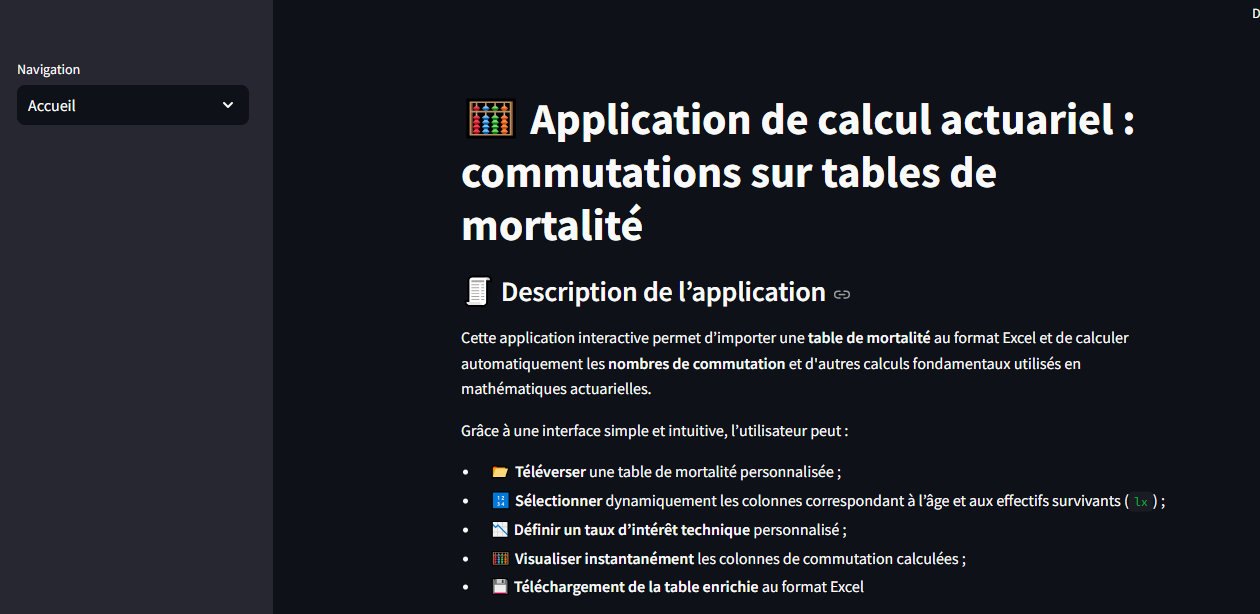 D
Navigation
Accueil
🧮 Application de calcul actuariel :
commutations sur tables de
mortalité
📜 Description de l’application
Cette application interactive permet d’importer une table de mortalité au format Excel et de calculer
automatiquement les nombres de commutation et d'autres calculs fondamentaux utilisés en
mathématiques actuarielles.
Grâce à une interface simple et intuitive, l’utilisateur peut :
• 📂 Téléverser une table de mortalité personnalisée ;
• 🔢 Sélectionner dynamiquement les colonnes correspondant à l’âge et aux effectifs survivants ( lx ) ;
• 📉 Définir un taux d’intérêt technique personnalisé ;
• 🧮 Visualiser instantanément les colonnes de commutation calculées ;
• 💾 Téléchargement de la table enrichie au format Excel